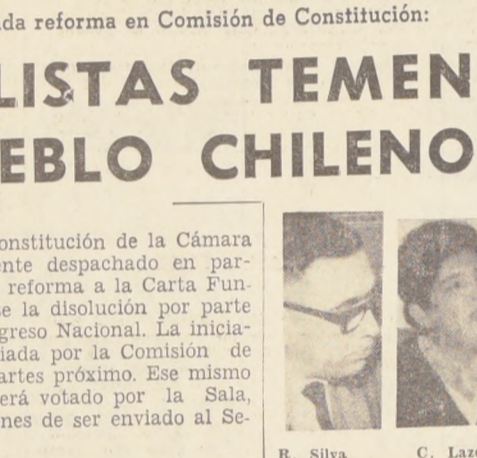 da reforma en Comisión de Constitución:
LISTAS TEMEN
EBLO CHILENO
onstitución de la Cámara
ente despachado en par-
reforma a la Carta Fun-
e la disolución por parte
greso Nacional. La inicia-
iada por la Comisión de
artes próximo. Ese mismo
erá votado por la Sala,
nes de ser enviado al Se-
R. Silva
C. Lazo